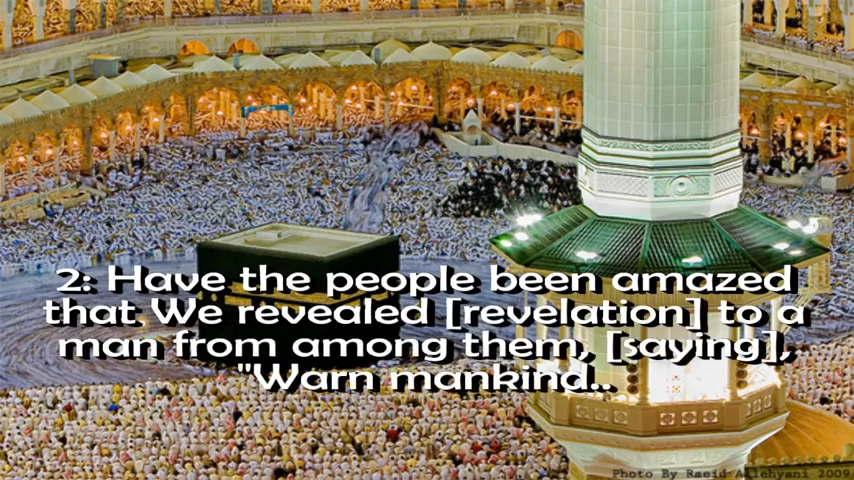 2: Have the people been amazed
that We revealed [revelation] to a
man from among them, [saying],
"Warn mankind..
Photo By Raeid Allehyani 2009